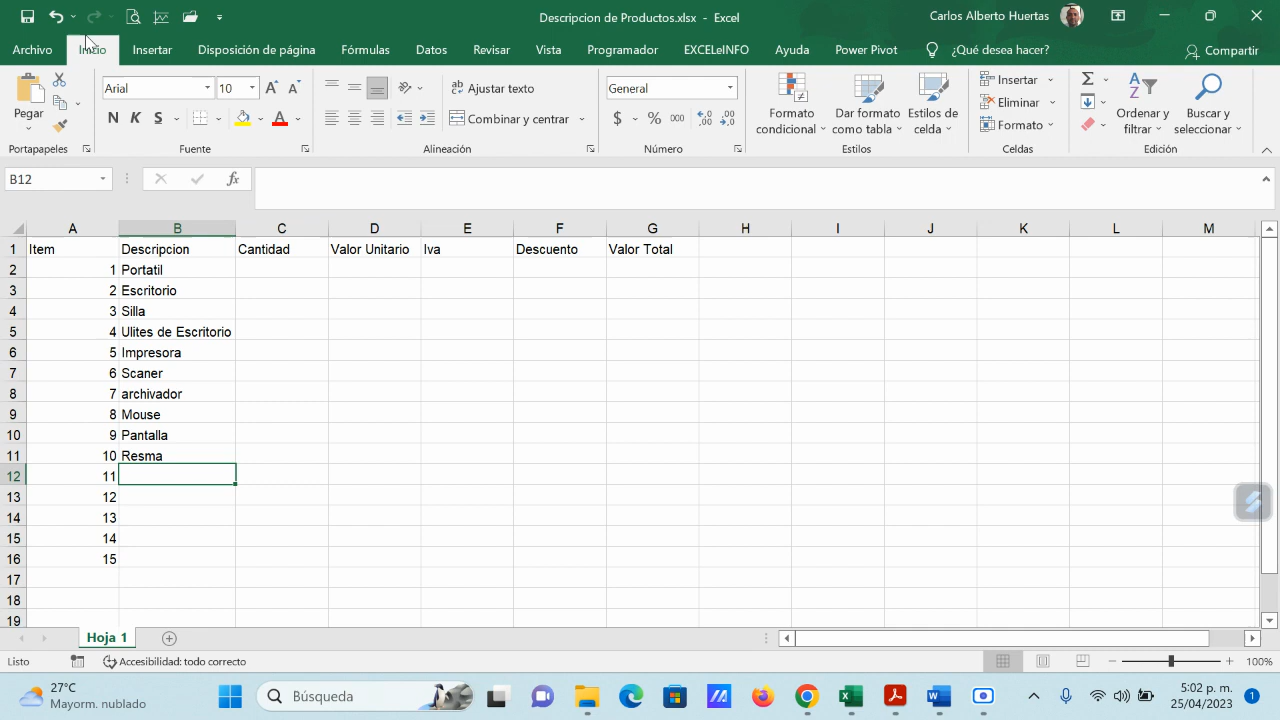 Descripcion de Productos.xlsx - Excel
Carlos Alberto Huertas
Archivo Inicio Insertar Disposición de página Fórmulas Datos Revisar Vista Programador EXCELeINFO Ayuda Power Pivot ¿Qué desea hacer? Compartir
Pegar
Portapapeles
Arial 10
N K S
Fuente
Ajustar texto
Combinar y centrar
Alineación
General
$ % 000
Número
Formato condicional
Dar formato como tabla
Estilos de celda
Estilos
Insertar
Eliminar
Formato
Celdas
Ordenar y filtrar
Buscar y seleccionar
Edición
B12
fx
A B C D E F G H I J K L M
1 Item Descripcion Cantidad Valor Unitario Iva Descuento Valor Total
2 1 Portatil
3 2 Escritorio
4 3 Silla
5 4 Ulites de Escritorio
6 5 Impresora
7 6 Scaner
8 7 archivador
9 8 Mouse
10 9 Pantalla
11 10 Resma
12 11
13 12
14 13
15 14
16 15
17
18
19
Hoja 1
Listo Accesibilidad: todo correcto 100%
27°C
Mayorm. nublado
Búsqueda
5:02 p. m.
25/04/2023
1